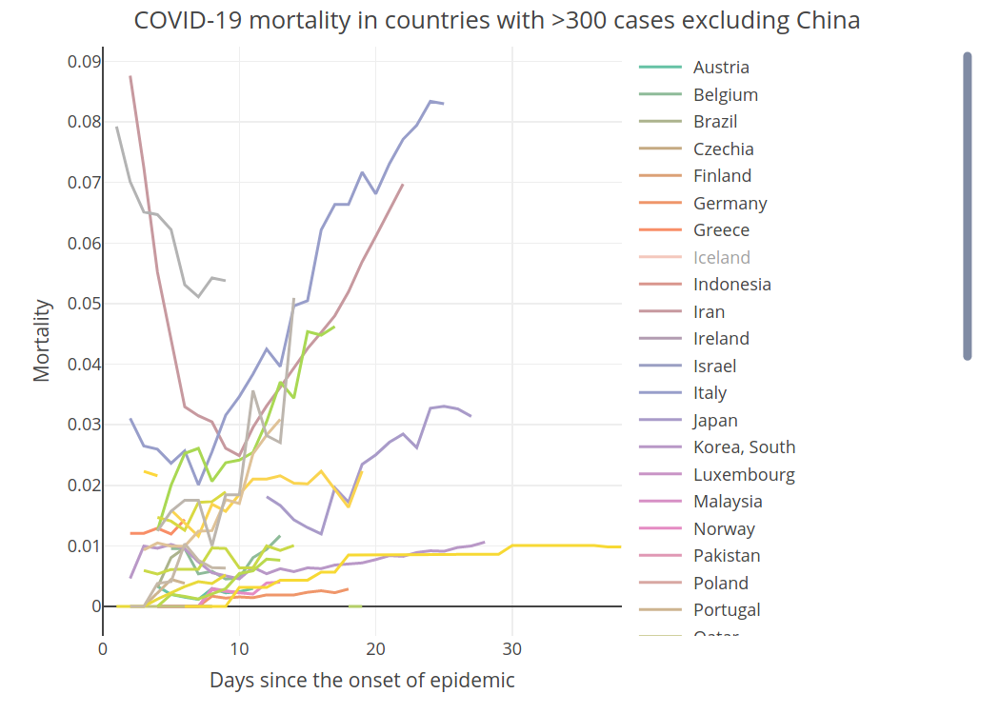 COVID-19 mortality in countries with >300 cases excluding China
0.09
0.08
0.07
0.06
0.05
0.04
0.03
0.02
0.01
0
Mortality
0
10
20
30
Days since the onset of epidemic
Austria
Belgium
Brazil
Czechia
Finland
Germany
Greece
Iceland
Indonesia
Iran
Ireland
Israel
Italy
Japan
Korea, South
Luxembourg
Malaysia
Norway
Pakistan
Poland
Portugal